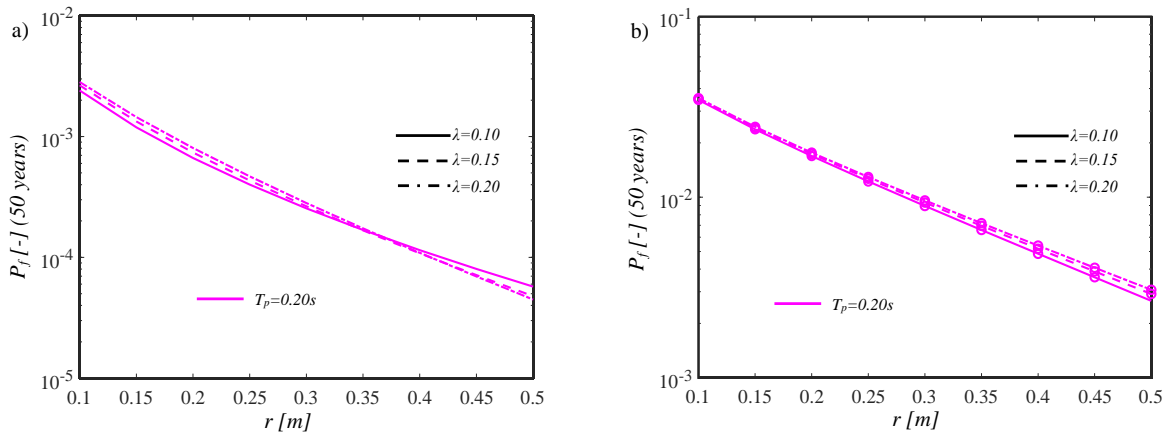 a)
10^-2
10^-3
10^-4
10^-5
P_f [-] (50 years)
λ=0.10
λ=0.15
λ=0.20
T_p=0.20s
0.1 0.15 0.2 0.25 0.3 0.35 0.4 0.45 0.5
r [m]
b)
10^-1
10^-2
10^-3
P_f [-] (50 years)
λ=0.10
λ=0.15
λ=0.20
T_p=0.20s
0.1 0.15 0.2 0.25 0.3 0.35 0.4 0.45 0.5
r [m]